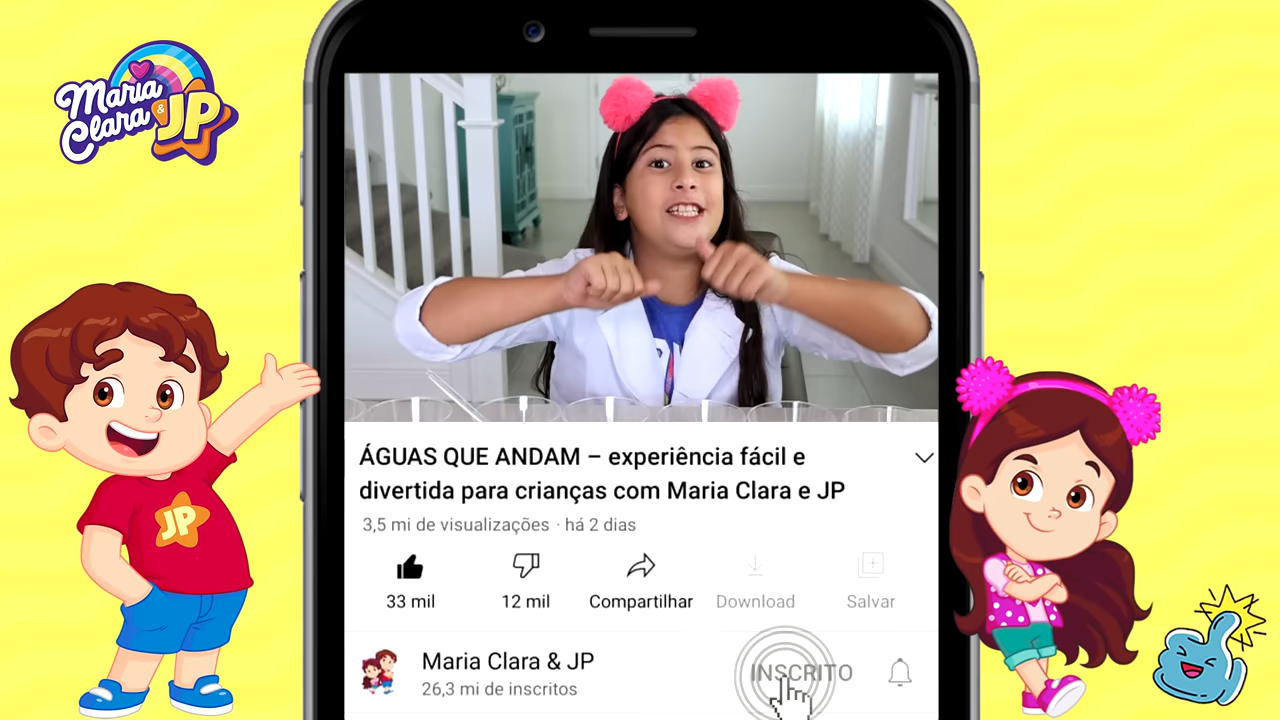 Maria
Clara & JP
ÁGUAS QUE ANDAM – experiência fácil e
divertida para crianças com Maria Clara e JP
3,5 mi de visualizações · há 2 dias
33 mil
12 mil
Compartilhar
Download
Salvar
JP
Maria Clara & JP
26,3 mi de inscritos
INSCRITO